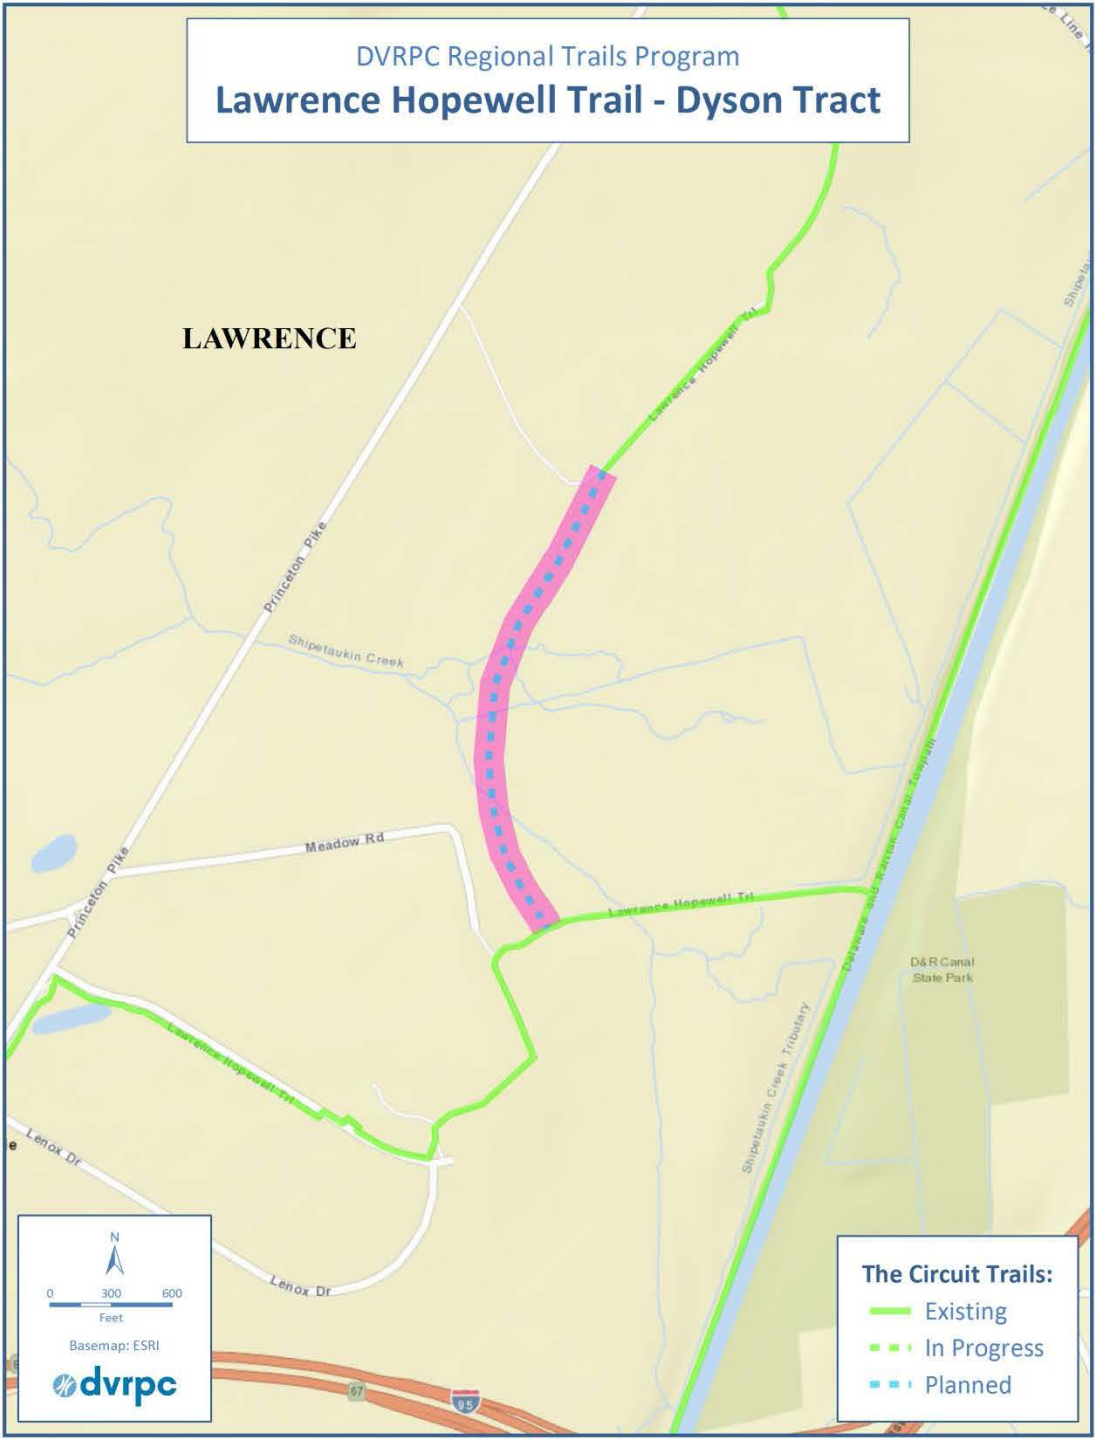 DVRPC Regional Trails Program
Lawrence Hopewell Trail - Dyson Tract
LAWRENCE
Lawrence Hopewell Trl
Princeton Pike
Shipetaukin Creek
Meadow Rd
Princeton Pike
Lawrence Hopewell Trl
Delaware and Raritan Canal Towpath
D&R Canal
State Park
Lawrence Hopewell Trl
Shipetaukin Creek Tributary
Lenox Dr
e
Lenox Dr
N
0 300 600
Feet
Basemap: ESRI
dvrpc
67
95
The Circuit Trails:
Existing
In Progress
Planned